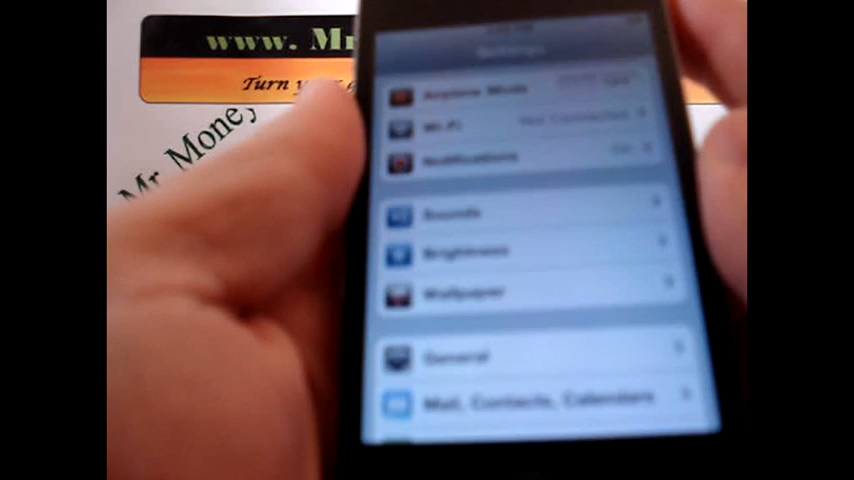 www. Mr
Turn
Mr. Money
Settings
Airplane Mode
Wi-Fi Not Connected
Notifications On
Sounds
Brightness
Wallpaper
General
Mail, Contacts, Calendars